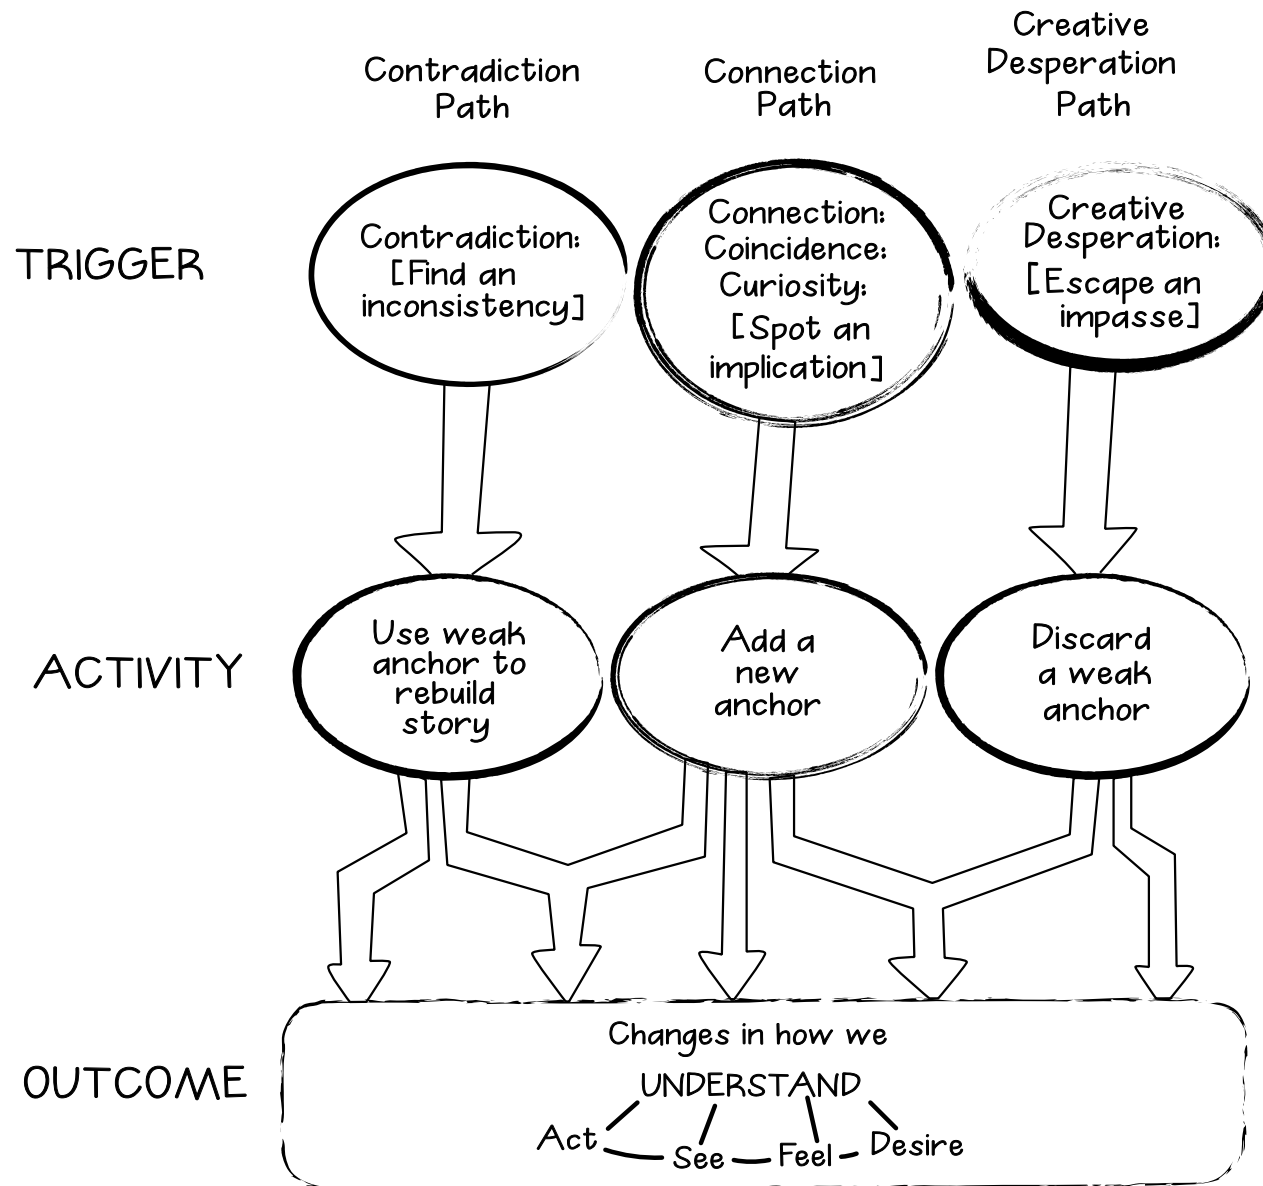 Contradiction
Path
Connection
Path
Creative
Desperation
Path
TRIGGER
Contradiction:
[Find an
inconsistency]
Connection:
Coincidence:
Curiosity:
[Spot an
implication]
Creative
Desperation:
[Escape an
impasse]
ACTIVITY
Use weak
anchor to
rebuild
story
Add a
new
anchor
Discard
a weak
anchor
OUTCOME
Changes in how we
UNDERSTAND
Act
See
Feel
Desire